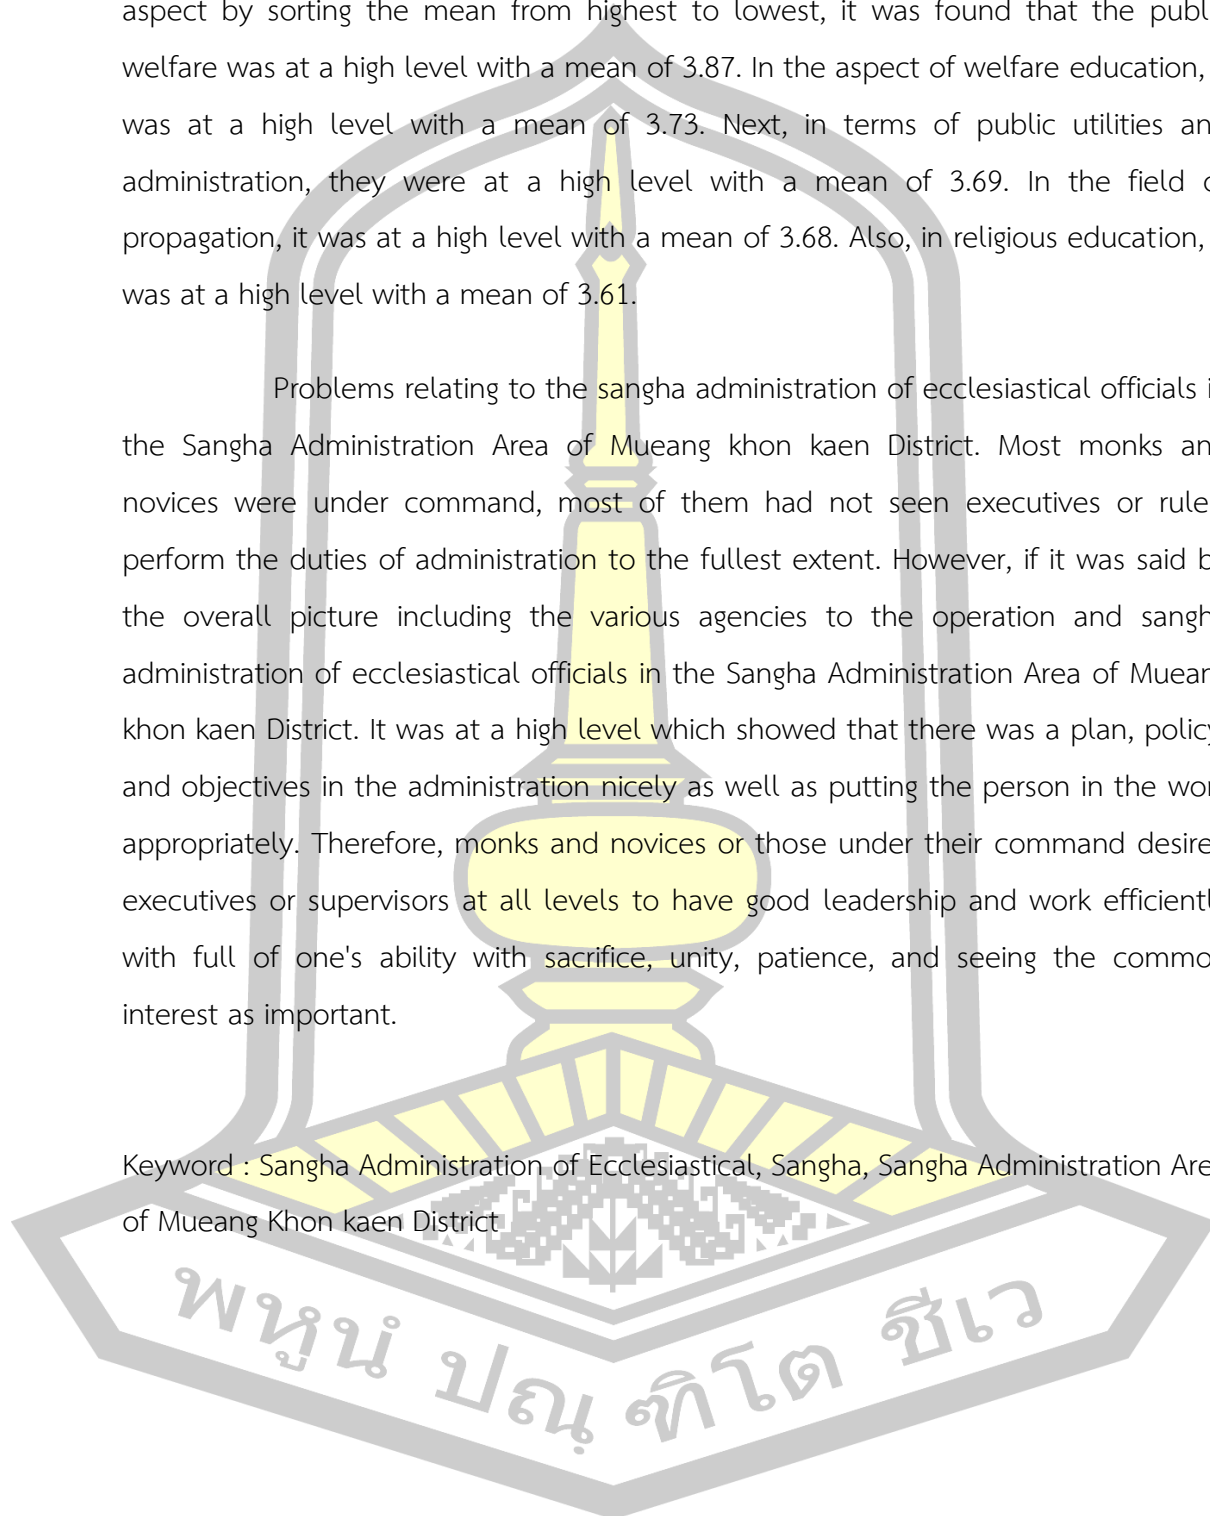 aspect by sorting the mean from highest to lowest, it was found that the publ
welfare was at a high level with a mean of 3.87. In the aspect of welfare education,
was at a high level with a mean of 3.73. Next, in terms of public utilities an
administration, they were at a high level with a mean of 3.69. In the field o
propagation, it was at a high level with a mean of 3.68. Also, in religious education,
was at a high level with a mean of 3.61.
Problems relating to the sangha administration of ecclesiastical officials i
the Sangha Administration Area of Mueang khon kaen District. Most monks an
novices were under command, most of them had not seen executives or rule
perform the duties of administration to the fullest extent. However, if it was said b
the overall picture including the various agencies to the operation and sangh
administration of ecclesiastical officials in the Sangha Administration Area of Muean
khon kaen District. It was at a high level which showed that there was a plan, policy
and objectives in the administration nicely as well as putting the person in the wor
appropriately. Therefore, monks and novices or those under their command desire
executives or supervisors at all levels to have good leadership and work efficientl
with full of one's ability with sacrifice, unity, patience, and seeing the commo
interest as important.
Keyword : Sangha Administration of Ecclesiastical, Sangha, Sangha Administration Are
of Mueang Khon kaen District
พหูนํ ปณฺฑิโต ชีเว